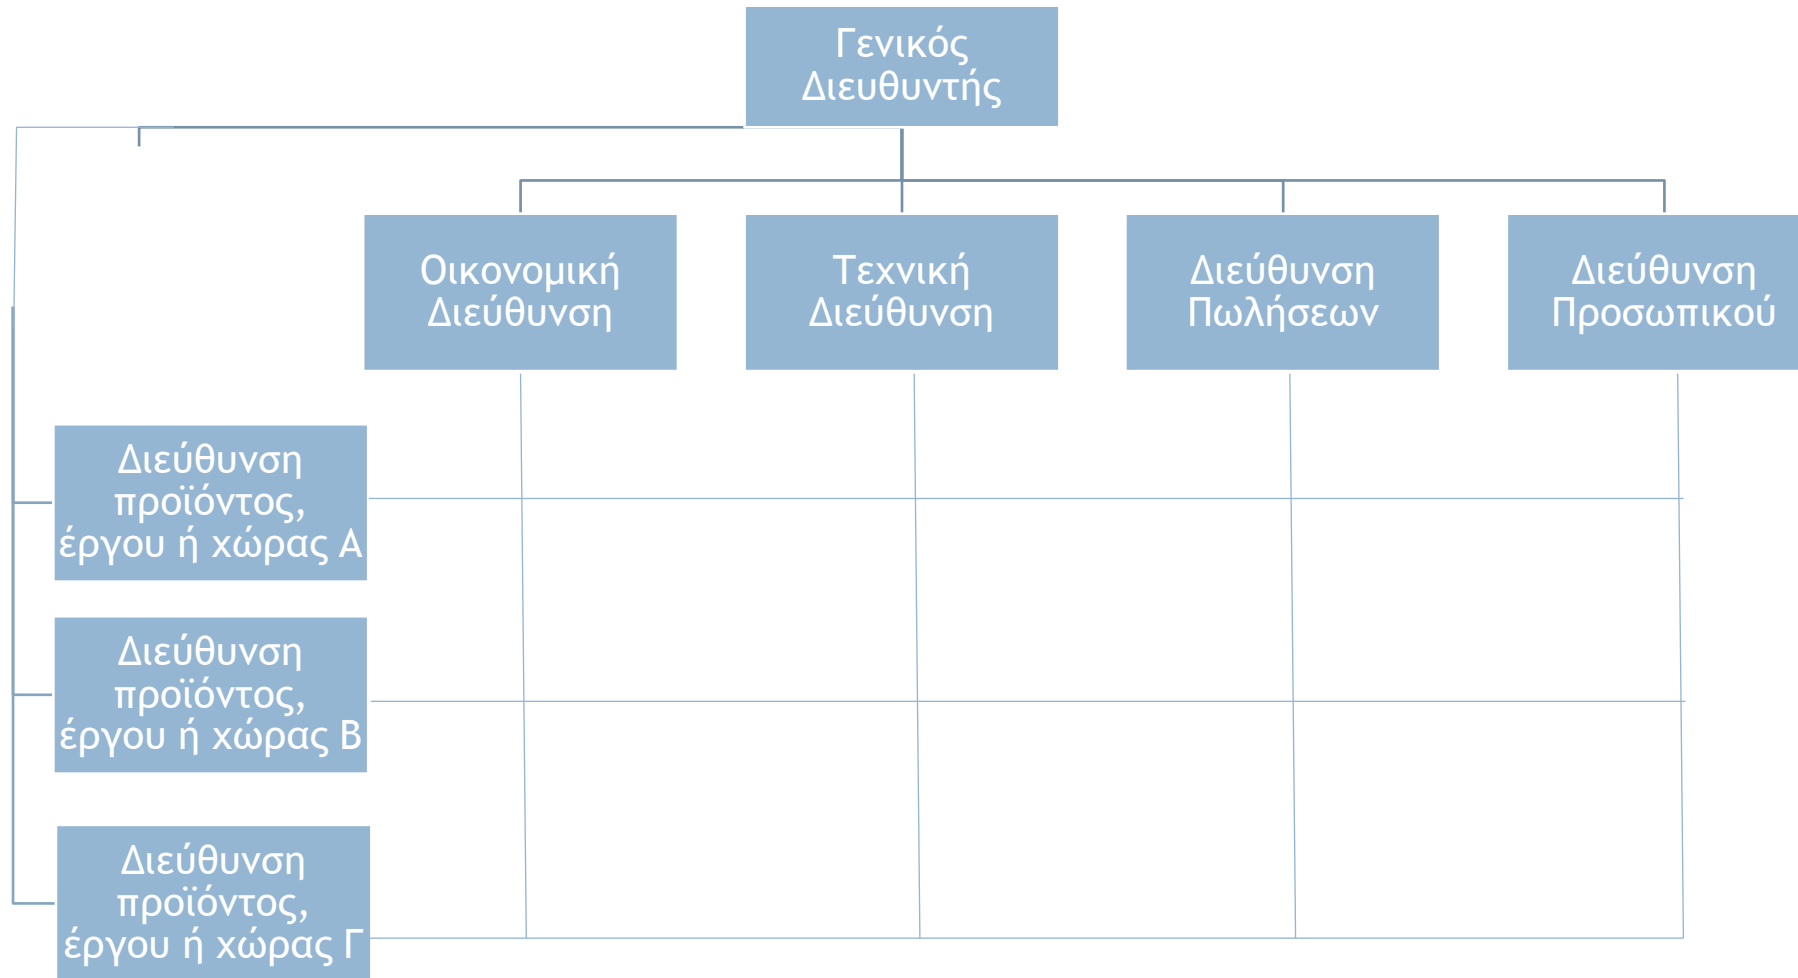 Γενικός
Διευθυντής
Οικονομική
Διεύθυνση
Τεχνική
Διεύθυνση
Διεύθυνση
Πωλήσεων
Διεύθυνση
Προσωπικού
Διεύθυνση
προϊόντος,
έργου ή χώρας Α
Διεύθυνση
προϊόντος,
έργου ή χώρας Β
Διεύθυνση
προϊόντος,
έργου ή χώρας Γ